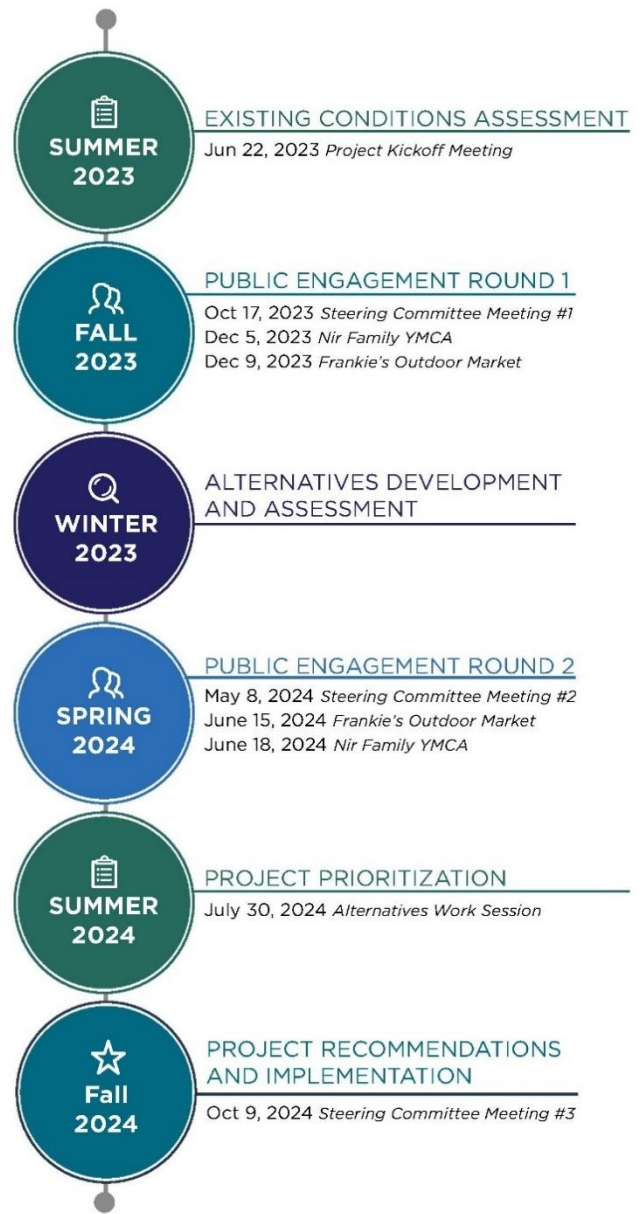 SUMMER
2023
EXISTING CONDITIONS ASSESSMENT
Jun 22, 2023 Project Kickoff Meeting
FALL
2023
PUBLIC ENGAGEMENT ROUND 1
Oct 17, 2023 Steering Committee Meeting #1
Dec 5, 2023 Nir Family YMCA
Dec 9, 2023 Frankie's Outdoor Market
WINTER
2023
ALTERNATIVES DEVELOPMENT
AND ASSESSMENT
SPRING
2024
PUBLIC ENGAGEMENT ROUND 2
May 8, 2024 Steering Committee Meeting #2
June 15, 2024 Frankie's Outdoor Market
June 18, 2024 Nir Family YMCA
SUMMER
2024
PROJECT PRIORITIZATION
July 30, 2024 Alternatives Work Session
Fall
2024
PROJECT RECOMMENDATIONS
AND IMPLEMENTATION
Oct 9, 2024 Steering Committee Meeting #3